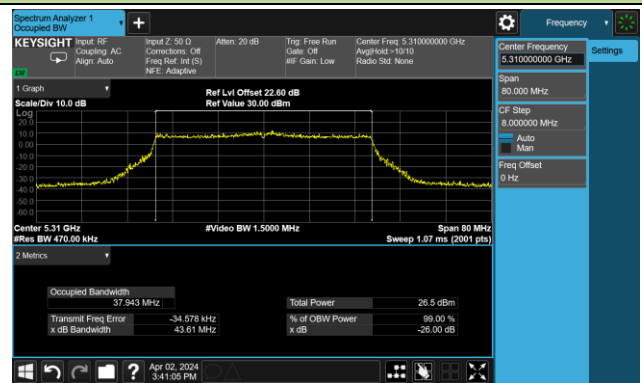 Spectrum Analyzer 1
Occupied BW
+
Frequency
KEYSIGHT
Input: RF
Coupling: AC
Align: Auto
Input Z: 50 Ω
Corrections: Off
Freq Ref: Int (S)
NFE: Adaptive
Atten: 20 dB
Trig: Free Run
Gate: Off
#IF Gain: Low
Center Freq: 5.310000000 GHz
Avg|Hold:>10/10
Radio Std: None
LVI
Center Frequency
5.310000000 GHz
Settings
Span
80.000 MHz
CF Step
8.000000 MHz
Auto
Man
Freq Offset
0 Hz
1 Graph
Scale/Div 10.0 dB
Ref Lvl Offset 22.60 dB
Ref Value 30.00 dBm
Log
20.0
10.0
0.00
-10.0
-20.0
-30.0
-40.0
-50.0
-60.0
Center 5.31 GHz
#Video BW 1.5000 MHz
Span 80 MHz
#Res BW 470.00 kHz
Sweep 1.07 ms (2001 pts)
2 Metrics
Occupied Bandwidth
37.943 MHz
Total Power
26.5 dBm
Transmit Freq Error
-34.578 kHz
% of OBW Power
99.00 %
x dB Bandwidth
43.61 MHz
x dB
-26.00 dB
?
Apr 02, 2024
3:41:05 PM